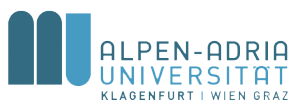 ALPEN-ADRIA
UNIVERSITÄT
KLAGENFURT | WIEN GRAZ